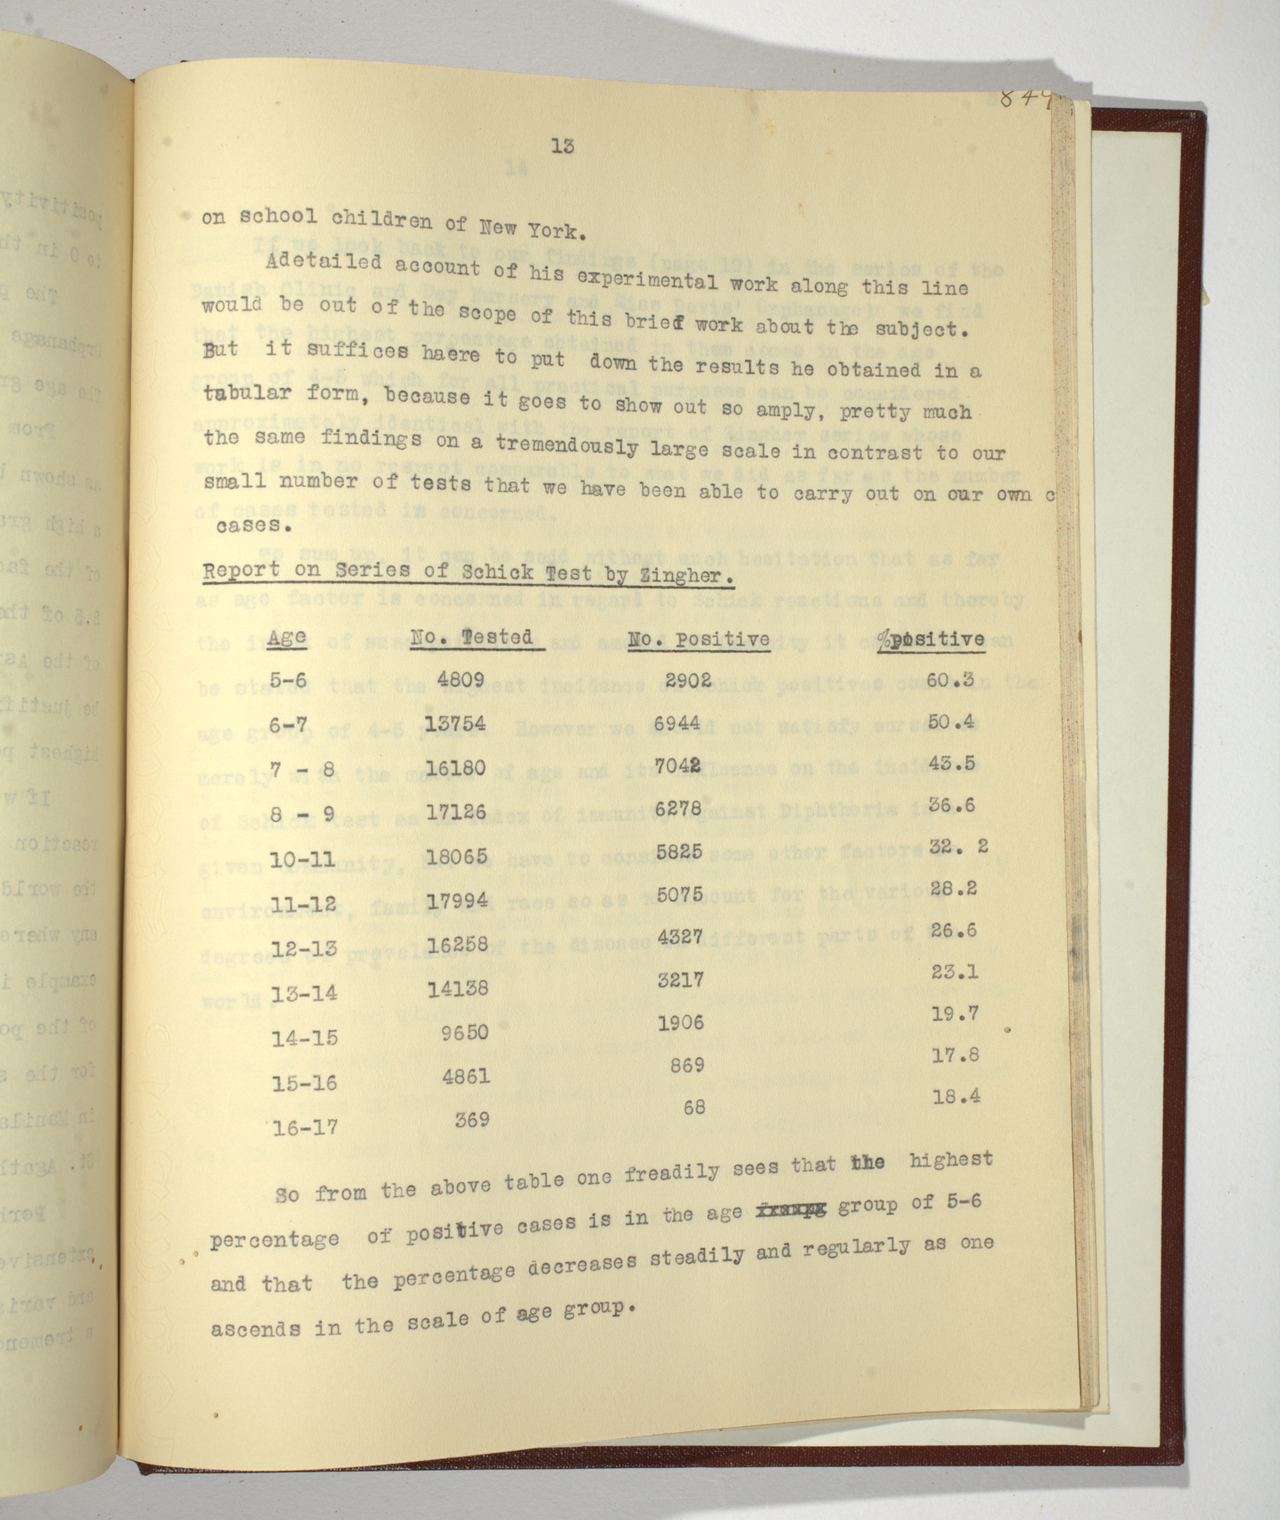 849
13
on school children of New York.
Adetailed account of his experimental work along this line
would be out of the scope of this brief work about the subject.
But it suffices haere to put down the results he obtained in a
tabular form, because it goes to show out so amply, pretty much
the same findings on a tremendously large scale in contrast to our
small number of tests that we have been able to carry out on our own c
cases.
Report on Series of Schick Test by Zingher.
Age No. Tested No. Positive %positive
5-6 4809 2902 60.3
6-7 13754 6944 50.4
7 - 8 16180 7042 43.5
8 - 9 17126 6278 36.6
10-11 18065 5825 32. 2
11-12 17994 5075 28.2
12-13 16258 4327 26.6
13-14 14138 3217 23.1
14-15 9650 1906 19.7
15-16 4861 869 17.8
16-17 369 68 18.4
So from the above table one freadily sees that the highest
percentage of positive cases is in the age group of 5-6
and that the percentage decreases steadily and regularly as one
ascends in the scale of age group.